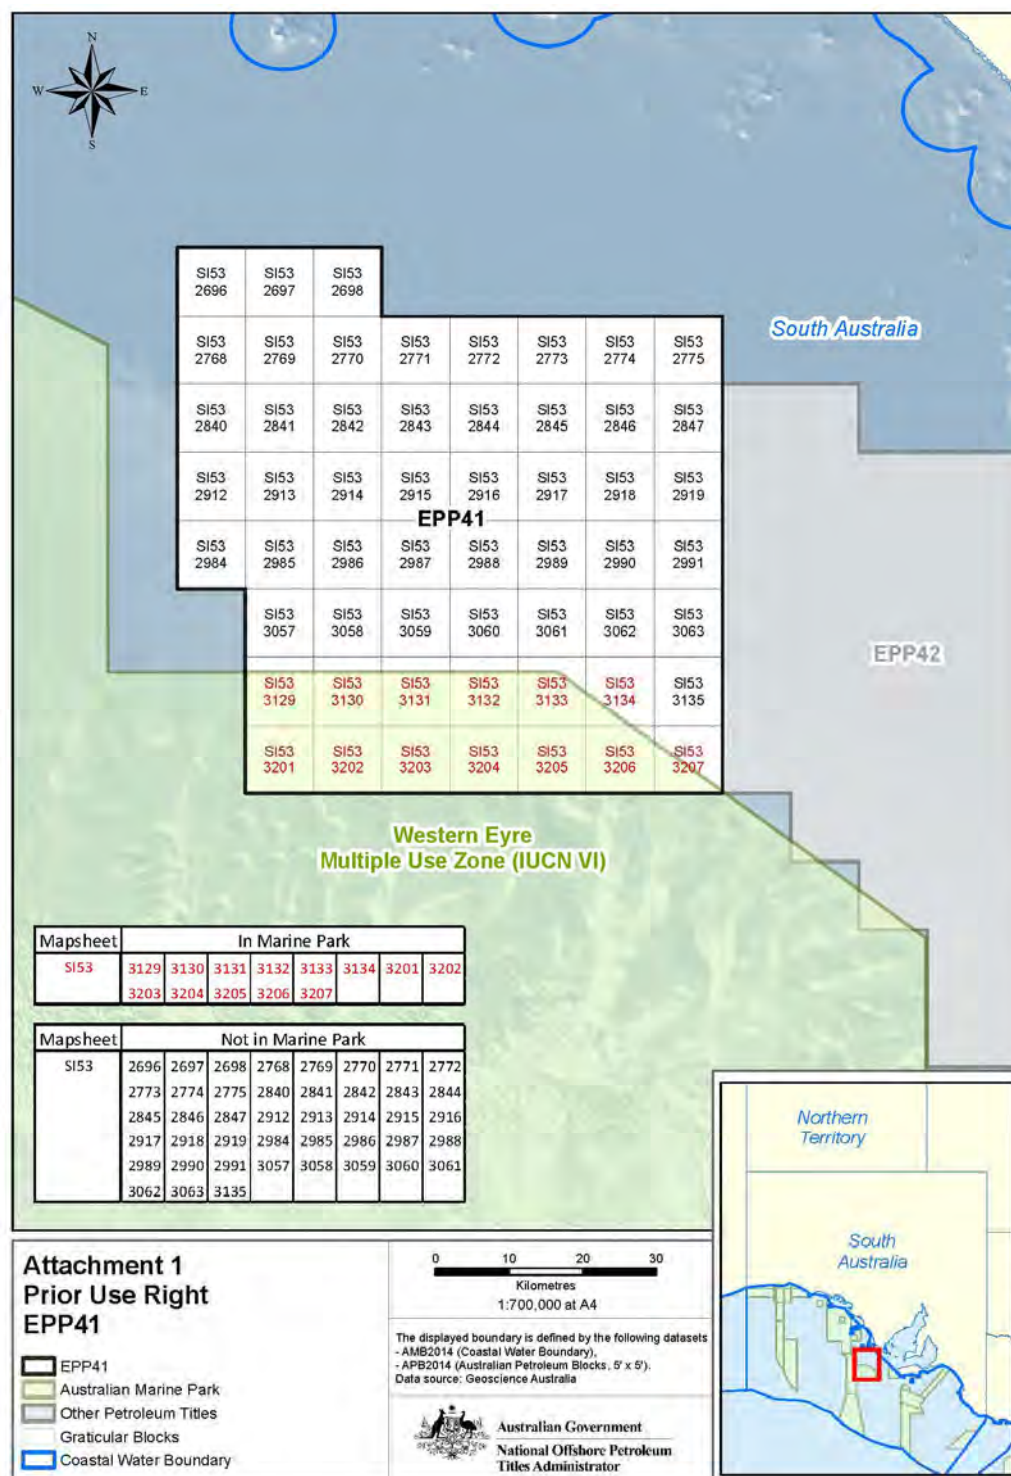 N
W E
S
SI53 SI53 SI53
2696 2697 2698
SI53 SI53 SI53 SI53 SI53 SI53 SI53 SI53
2768 2769 2770 2771 2772 2773 2774 2775
South Australia
SI53 SI53 SI53 SI53 SI53 SI53 SI53 SI53
2840 2841 2842 2843 2844 2845 2846 2847
SI53 SI53 SI53 SI53 SI53 SI53 SI53 SI53
2912 2913 2914 2915 2916 2917 2918 2919
EPP41
SI53 SI53 SI53 SI53 SI53 SI53 SI53 SI53
2984 2985 2986 2987 2988 2989 2990 2991
SI53 SI53 SI53 SI53 SI53 SI53 SI53
3057 3058 3059 3060 3061 3062 3063
EPP42
SI53 SI53 SI53 SI53 SI53 SI53 SI53
3129 3130 3131 3132 3133 3134 3135
SI53 SI53 SI53 SI53 SI53 SI53 SI53
3201 3202 3203 3204 3205 3206 3207
Western Eyre
Multiple Use Zone (IUCN VI)
Mapsheet In Marine Park
SI53 3129 3130 3131 3132 3133 3134 3201 3202
3203 3204 3205 3206 3207
Mapsheet Not in Marine Park
SI53 2696 2697 2698 2768 2769 2770 2771 2772
2773 2774 2775 2840 2841 2842 2843 2844
2845 2846 2847 2912 2913 2914 2915 2916
2917 2918 2919 2984 2985 2986 2987 2988
2989 2990 2991 3057 3058 3059 3060 3061
3062 3063 3135
Northern
Territory
South
Australia
Attachment 1
Prior Use Right
EPP41
EPP41
Australian Marine Park
Other Petroleum Titles
Graticular Blocks
Coastal Water Boundary
0 10 20 30
Kilometres
1:700,000 at A4
The displayed boundary is defined by the following datasets
- AMB2014 (Coastal Water Boundary),
- APB2014 (Australian Petroleum Blocks, 5' x 5').
Data source: Geoscience Australia
Australian Government
National Offshore Petroleum
Titles Administrator